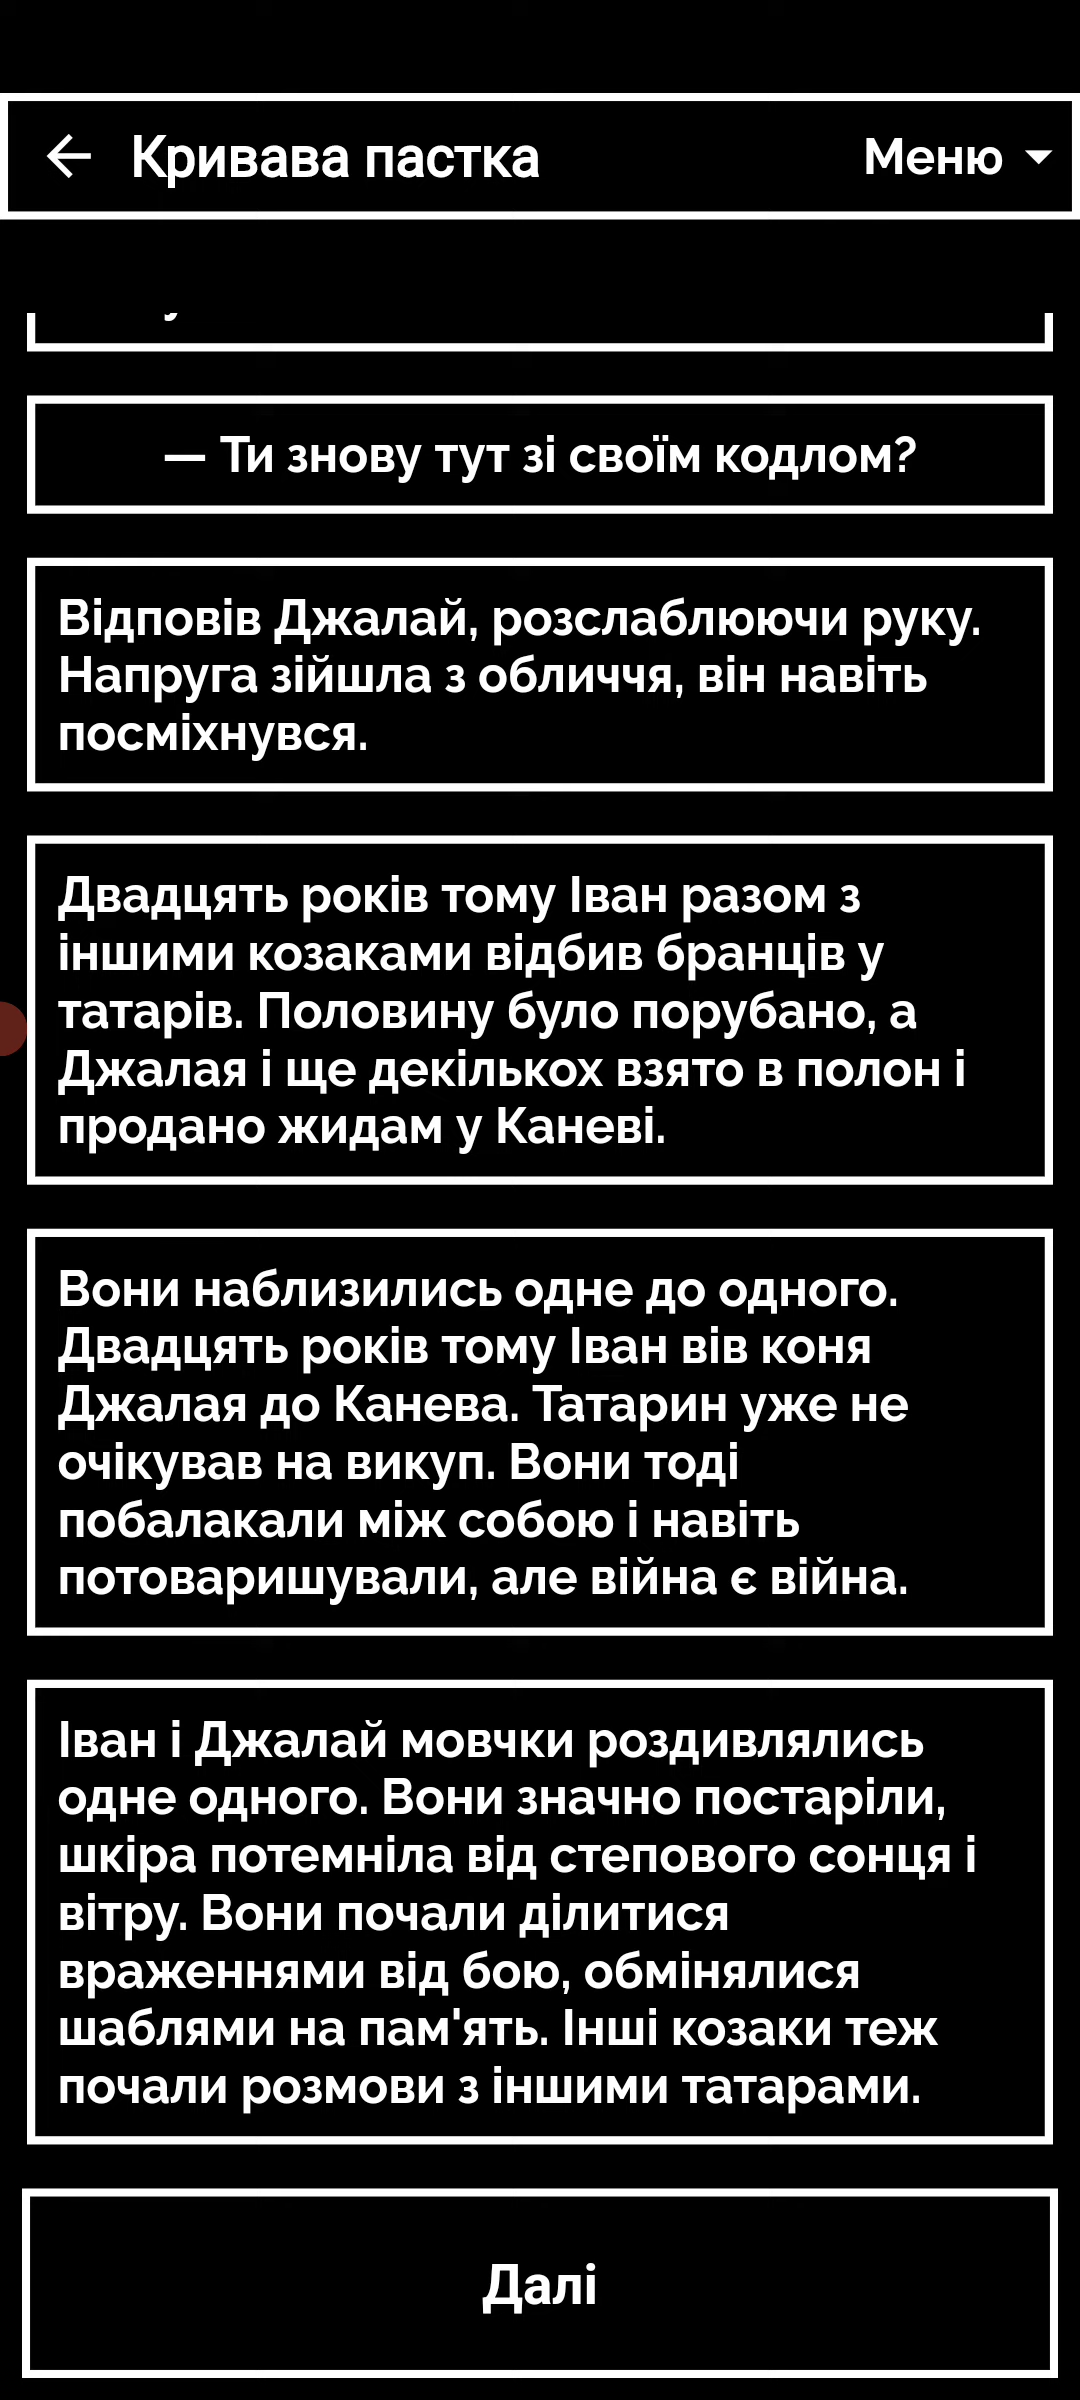 Кривава пастка
Меню
— Ти знову тут зі своїм кодлом?
Відповів Джалай, розслаблюючи руку.
Напруга зійшла з обличчя, він навіть
посміхнувся.
Двадцять років тому Іван разом з
іншими козаками відбив бранців у
татарів. Половину було порубано, а
Джалая і ще декількох взято в полон і
продано жидам у Каневі.
Вони наблизились одне до одного.
Двадцять років тому Іван вів коня
Джалая до Канева. Татарин уже не
очікував на викуп. Вони тоді
побалакали між собою і навіть
потоваришували, але війна є війна.
Іван і Джалай мовчки роздивлялись
одне одного. Вони значно постаріли,
шкіра потемніла від степового сонця і
вітру. Вони почали ділитися
враженнями від бою, обмінялися
шаблями на пам'ять. Інші козаки теж
почали розмови з іншими татарами.
Далі